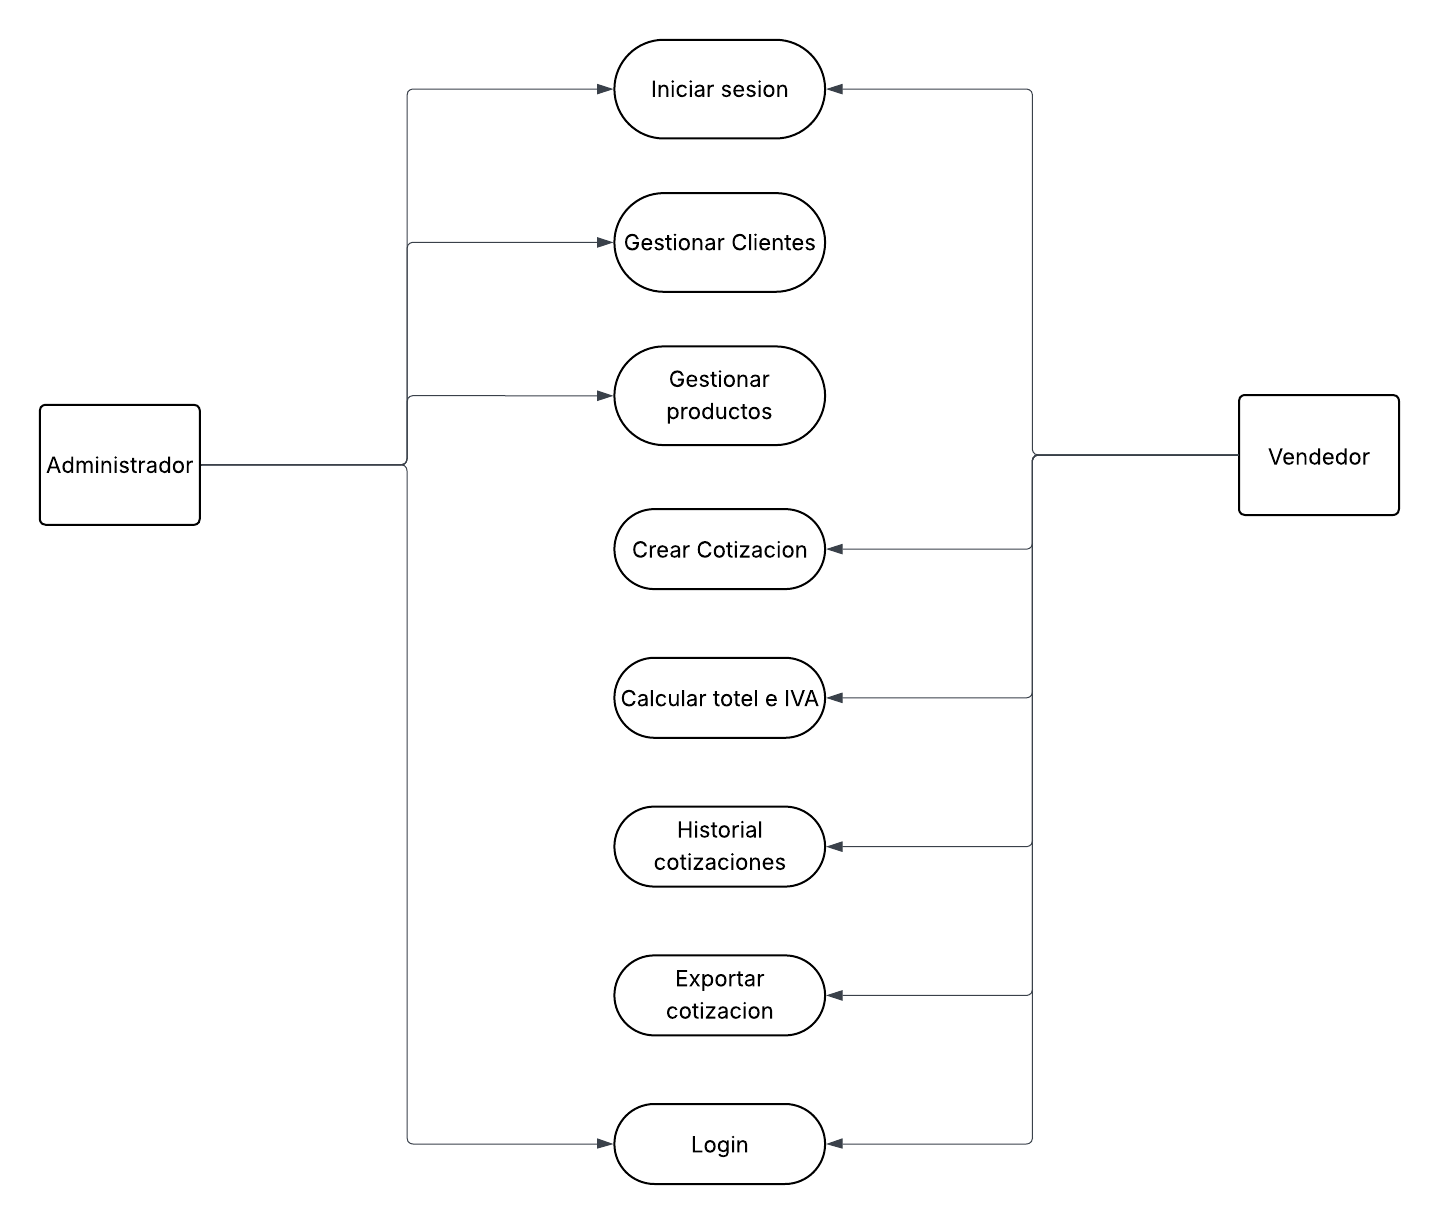 Iniciar sesion
Gestionar Clientes
Gestionar
productos
Administrador
Vendedor
Crear Cotizacion
Calcular totel e IVA
Historial
cotizaciones
Exportar
cotizacion
Login